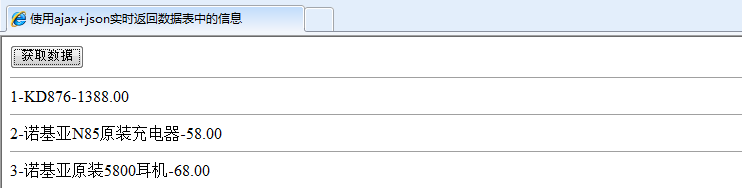 使用ajax+json实时返回数据表中的信息
获取数据
1-KD876-1388.00
2-诺基亚N85原装充电器-58.00
3-诺基亚原装5800耳机-68.00